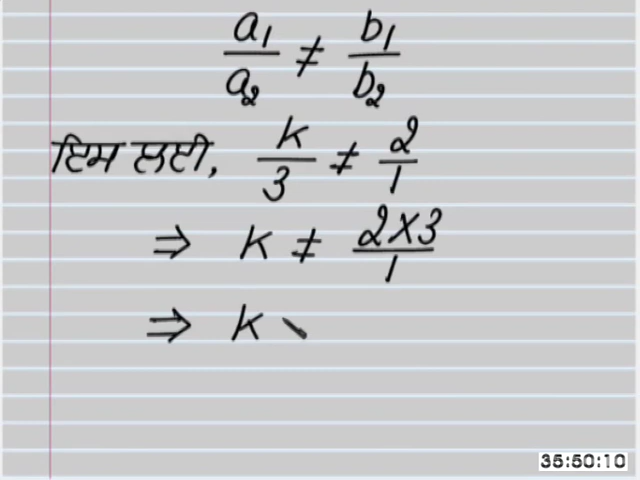 a₁/a₂ ≠ b₁/b₂
ਇਸ ਲਈ, k/3 ≠ 2/1
⇒ k ≠ 2×3/1
⇒ k
35:50:10